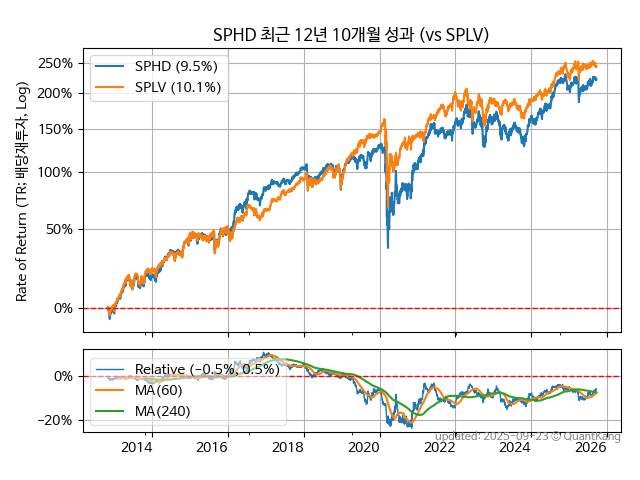 SPHD 최근 12년 10개월 성과 (vs SPLV)
SPHD (9.5%)
SPLV (10.1%)
250%
200%
150%
100%
50%
0%
Rate of Return (TR; 배당재투자, Log)
Relative (−0.5%, 0.5%)
MA(60)
MA(240)
0%
−20%
2014
2016
2018
2020
2022
2024
2026
updated: 2025-09-23 © QuantKang